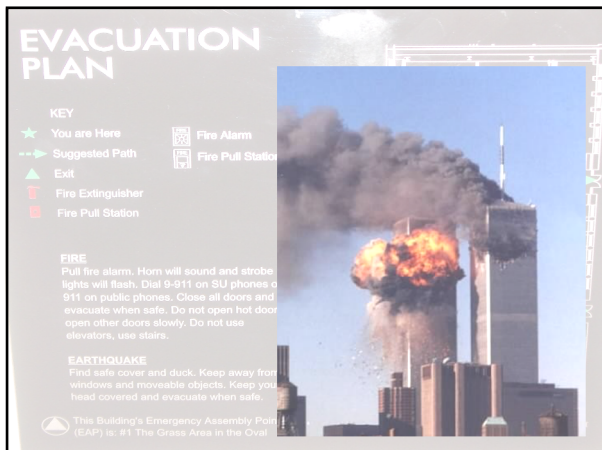 EVACUATION
PLAN
KEY
You are Here
Fire Alarm
Suggested Path
Fire Pull Station
Exit
Fire Extinguisher
Fire Pull Station
FIRE
Pull fire alarm. Horn will sound and strobe
lights will flash. Dial 9-911 on SU phones
911 on public phones. Close all doors and
evacuate when safe. Do not open hot door
open other doors slowly. Do not use
elevators, use stairs.
EARTHQUAKE
Find safe cover and duck. Keep away from
windows and moveable objects. Keep you
head covered and evacuate when safe.
This Building's Emergency Assembly Poin
(EAP) is: #1 The Grass Area in the Oval